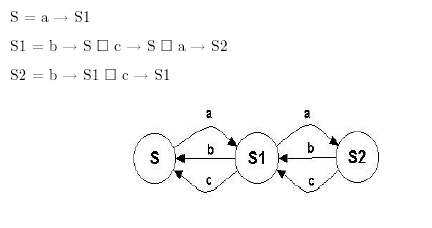 S = a → S1
S1 = b → S □ c → S □ a → S2
S2 = b → S1 □ c → S1
a a
S b S1 b S2
c c